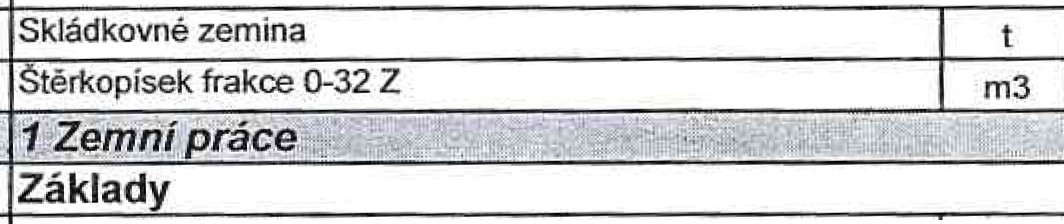 Skládkovné zemina t
Štěrkopísek frakce 0-32 Z m3
1 Zemní práce
Základy